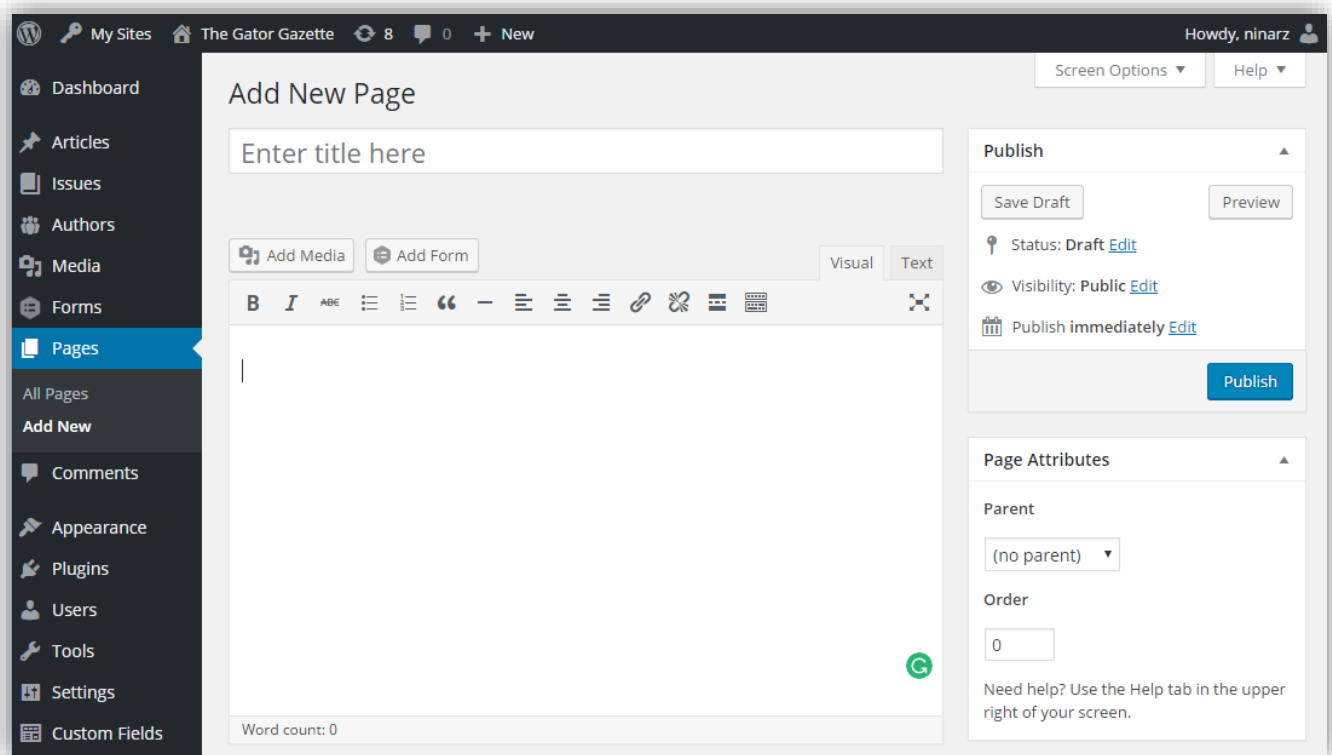 My Sites The Gator Gazette 8 0 + New Howdy, ninarz
Screen Options ▼ Help ▼
Dashboard
Articles
Issues
Authors
Media
Forms
Pages
All Pages
Add New
Comments
Appearance
Plugins
Users
Tools
Settings
Custom Fields
Add New Page
Enter title here
Add Media Add Form Visual Text
B I ABC
Word count: 0
Publish
Save Draft Preview
Status: Draft Edit
Visibility: Public Edit
Publish immediately Edit
Publish
Page Attributes
Parent
(no parent)
Order
0
Need help? Use the Help tab in the upper
right of your screen.